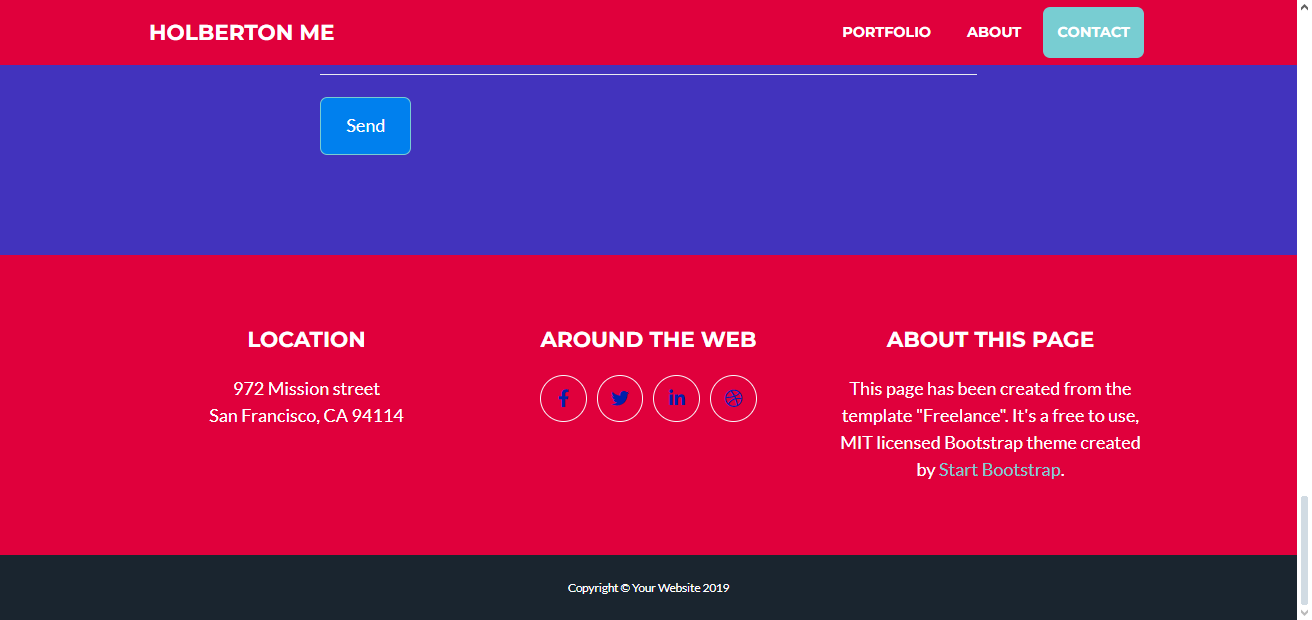 HOLBERTON ME
PORTFOLIO
ABOUT
CONTACT
Send
LOCATION
972 Mission street
San Francisco, CA 94114
AROUND THE WEB
ABOUT THIS PAGE
This page has been created from the
template "Freelance". It's a free to use,
MIT licensed Bootstrap theme created
by Start Bootstrap.
Copyright © Your Website 2019